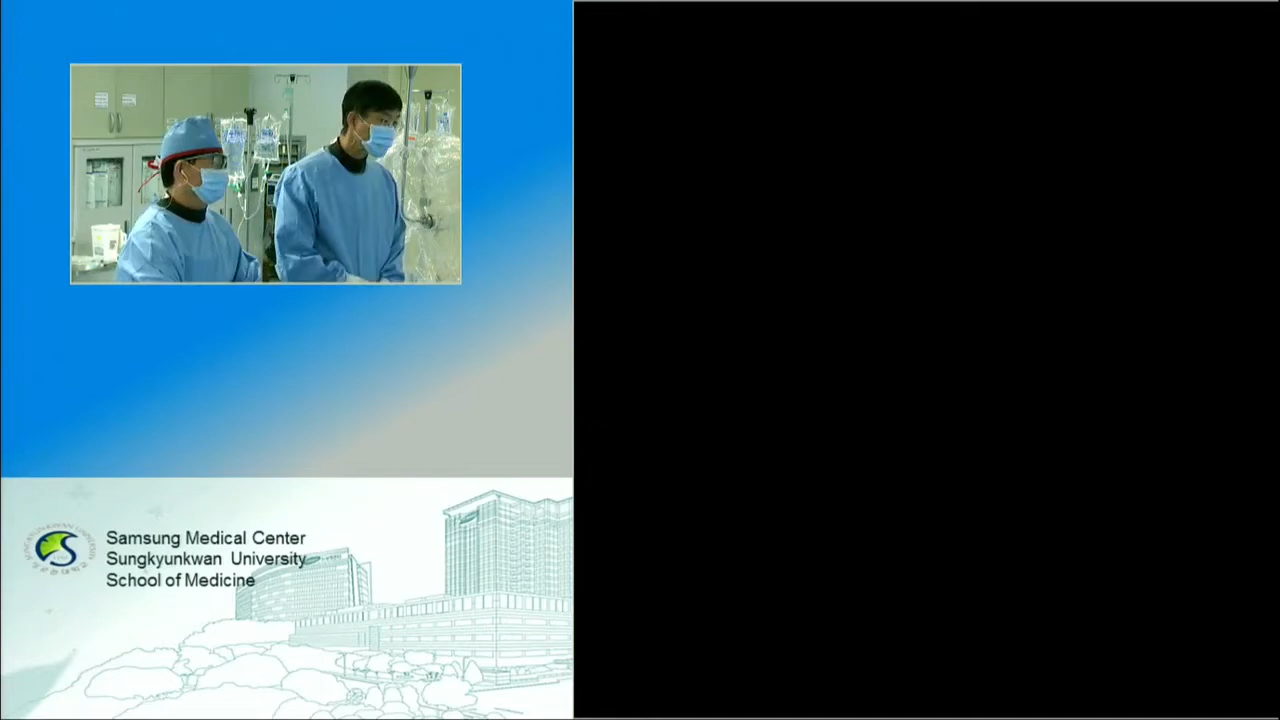 Samsung Medical Center
Sungkyunkwan University
School of Medicine